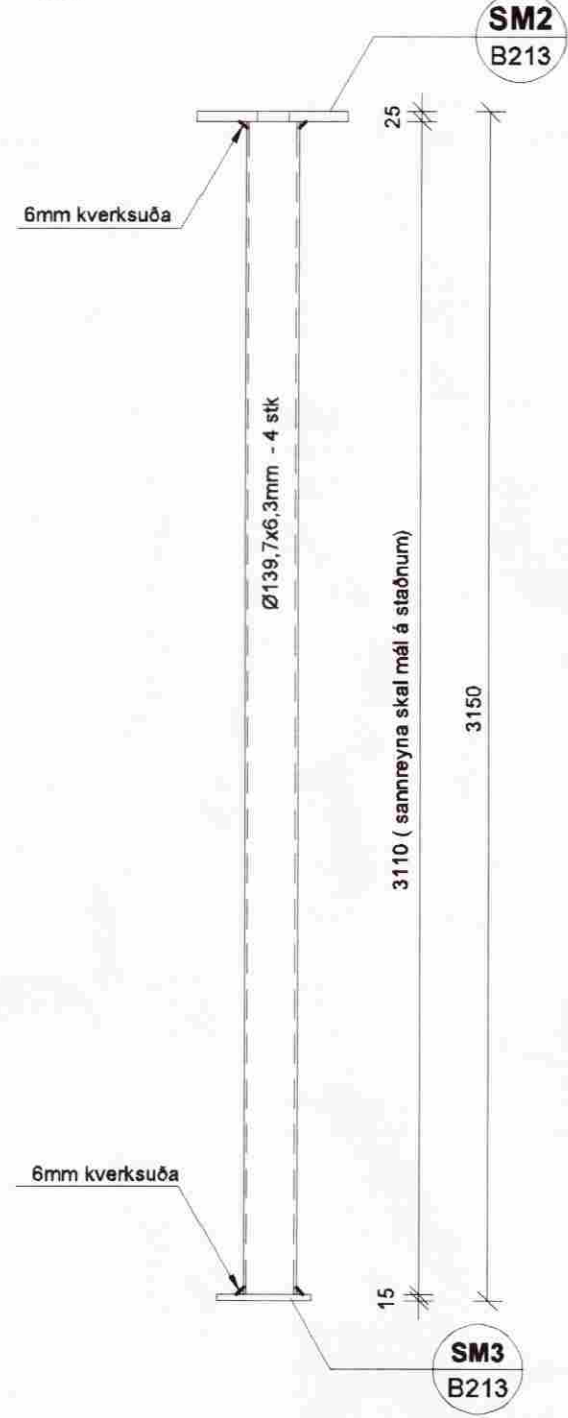 SM2
B213
25
6mm kverksuða
Ø139,7x6,3mm - 4 stk
3110 ( sannreyna skal mál á staðnum)
3150
6mm kverksuða
15
SM3
B213